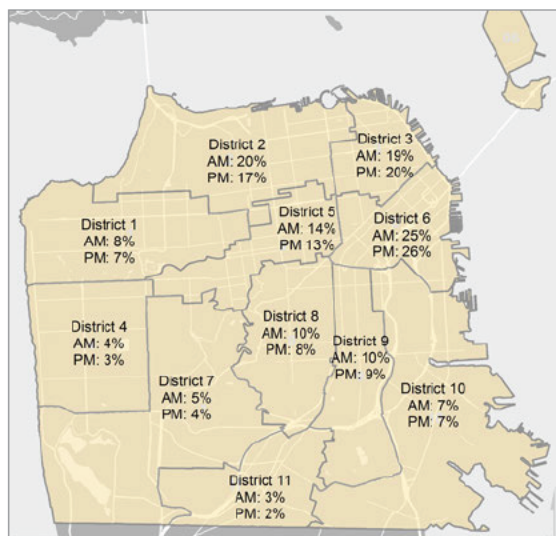 District 2
AM: 20%
PM: 17%
District 3
AM: 19%
PM: 20%
District 1
AM: 8%
PM: 7%
District 5
AM: 14%
PM 13%
District 6
AM: 25%
PM: 26%
District 4
AM: 4%
PM: 3%
District 8
AM: 10%
PM: 8%
District 9
AM: 10%
PM: 9%
District 7
AM: 5%
PM: 4%
District 10
AM: 7%
PM: 7%
District 11
AM: 3%
PM: 2%